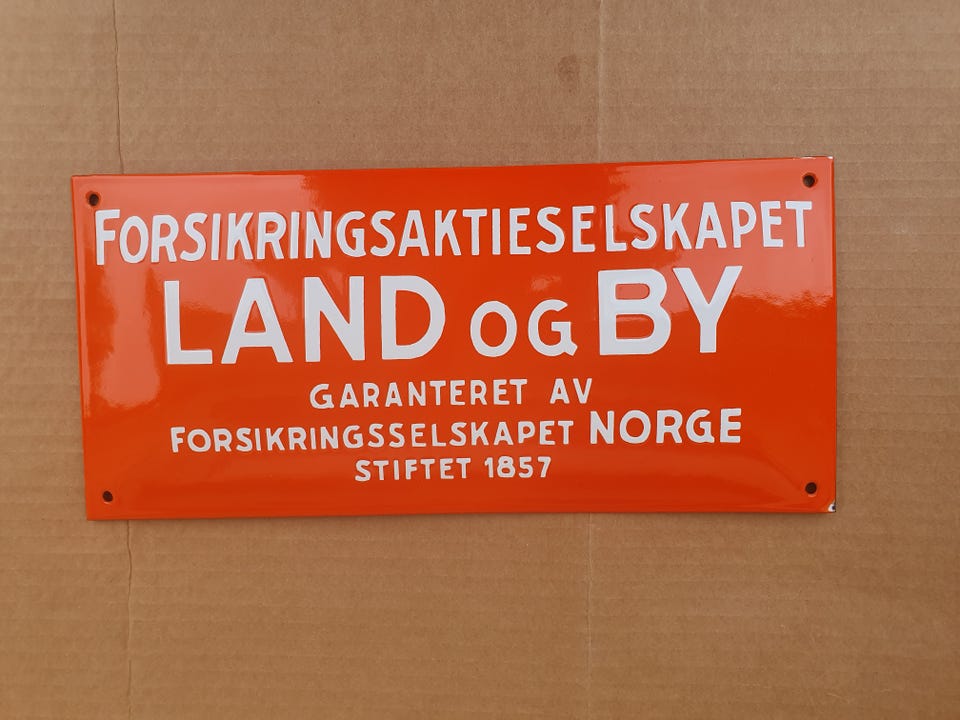 FORSIKRINGSAKTIESELSKAPET
LAND OG BY
GARANTERET AV
FORSIKRINGSSELSKAPET NORGE
STIFTET 1857